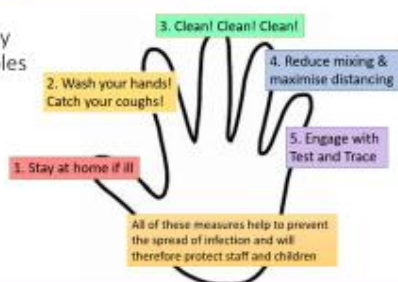 3. Clean! Clean! Clean!
2. Wash your hands!
Catch your coughs!
4. Reduce mixing &
maximise distancing
5. Engage with
Test and Trace
1. Stay at home if ill
All of these measures help to prevent
the spread of infection and will
therefore protect staff and children